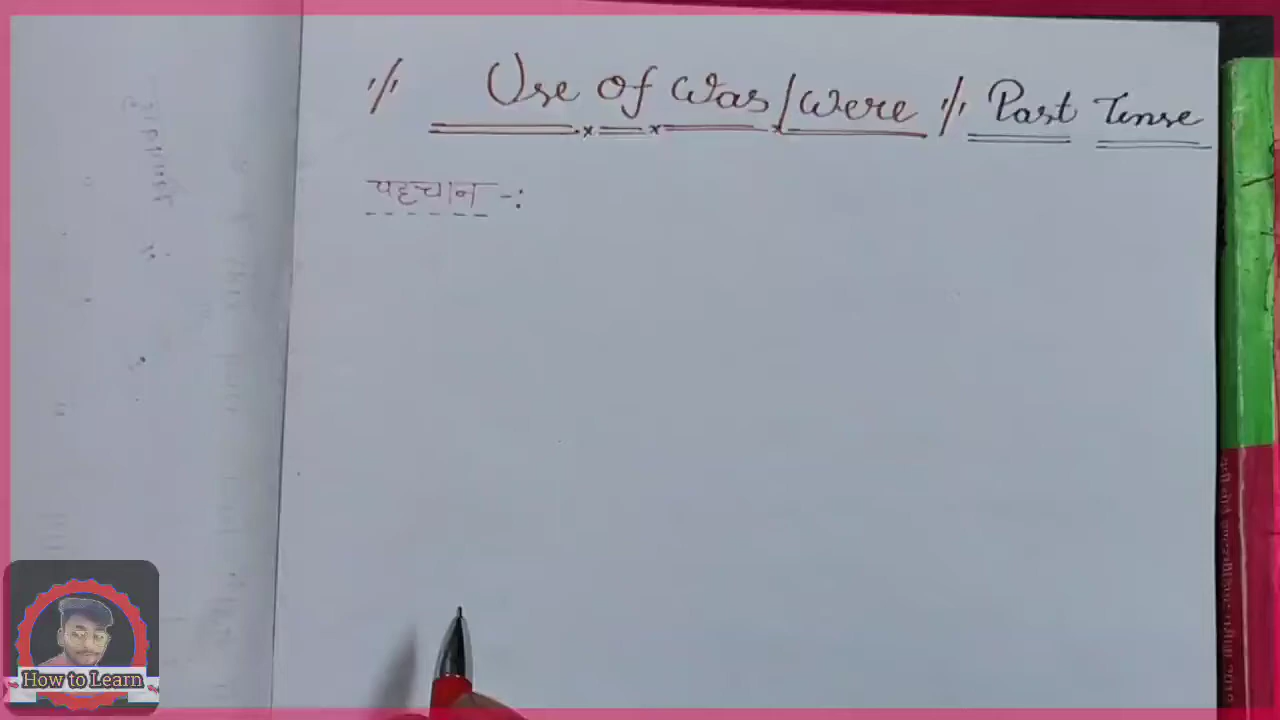 "/" Use of Was/Were "/" Past Tense
पहचान -:
How to Learn